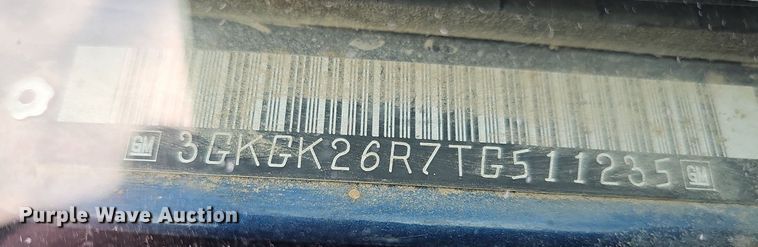 GM 3GKGK26R7TG511235 GM
Purple Wave Auction